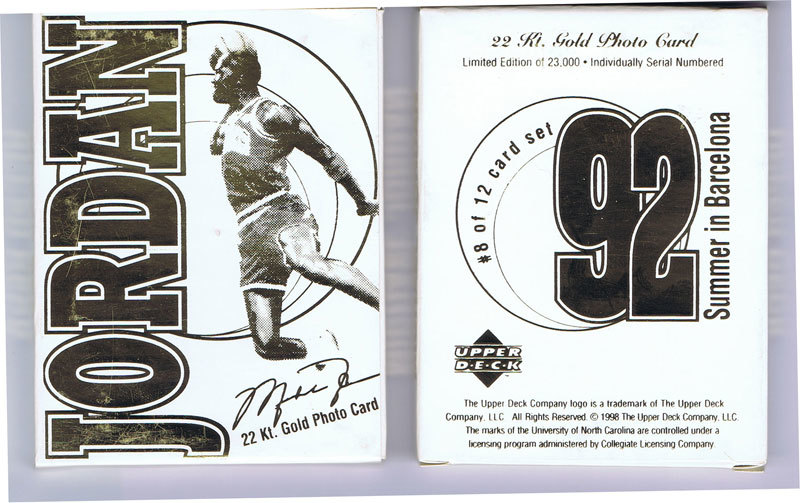 JORDAN
22 Kt. Gold Photo Card
22 Kt. Gold Photo Card
Limited Edition of 23,000 • Individually Serial Numbered
#8 of 12 card set
92
Summer in Barcelona
UPPER
DECK
The Upper Deck Company logo is a trademark of The Upper Deck
Company, LLC All Rights Reserved. © 1998 The Upper Deck Company, LLC.
The marks of the University of North Carolina are controlled under a
licensing program administered by Collegiate Licensing Company.